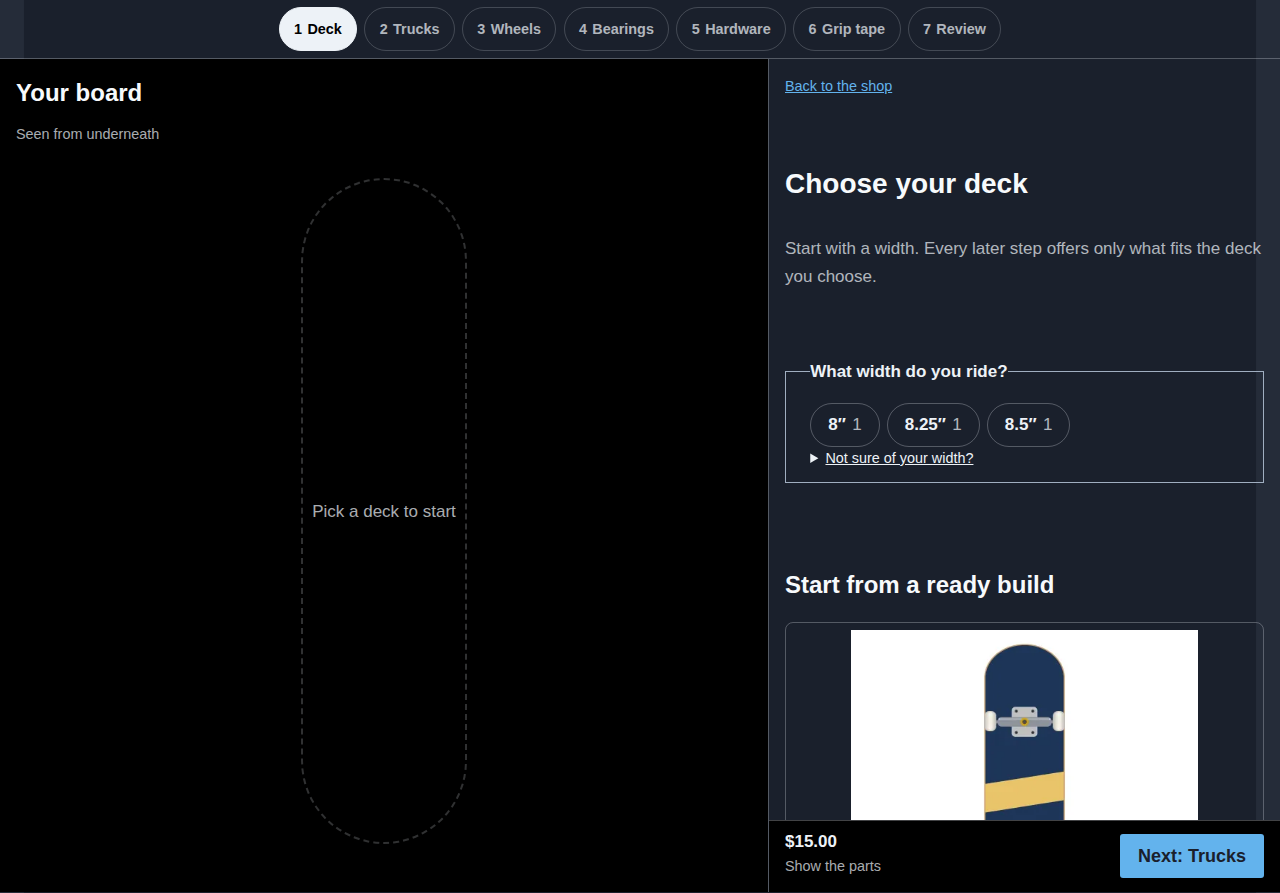 1 Deck
2 Trucks
3 Wheels
4 Bearings
5 Hardware
6 Grip tape
7 Review
Your board
Seen from underneath
Pick a deck to start
Back to the shop
Choose your deck
Start with a width. Every later step offers only what fits the deck
you choose.
What width do you ride?
8″ 1
8.25″ 1
8.5″ 1
Not sure of your width?
Start from a ready build
$15.00
Show the parts
Next: Trucks